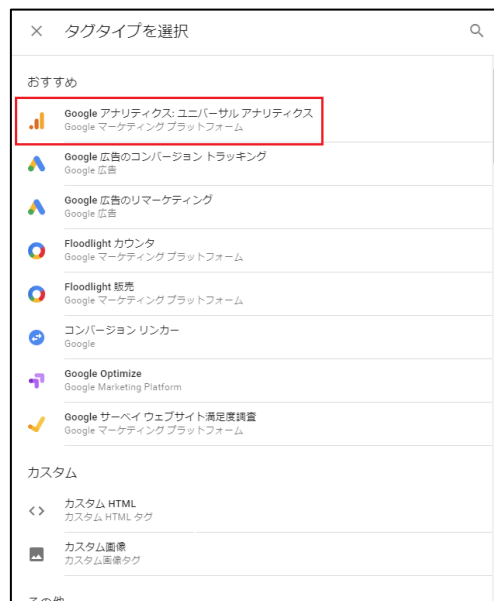 タグタイプを選択
おすすめ
Google アナリティクス: ユニバーサル アナリティクス
Google マーケティング プラットフォーム
Google 広告のコンバージョン トラッキング
Google 広告
Google 広告のリマーケティング
Google 広告
Floodlight カウンタ
Google マーケティング プラットフォーム
Floodlight 販売
Google マーケティング プラットフォーム
コンバージョン リンカー
Google
Google Optimize
Google Marketing Platform
Google サーベイ ウェブサイト満足度調査
Google マーケティング プラットフォーム
カスタム
カスタム HTML
カスタム HTML タグ
カスタム画像
カスタム画像タグ
その他